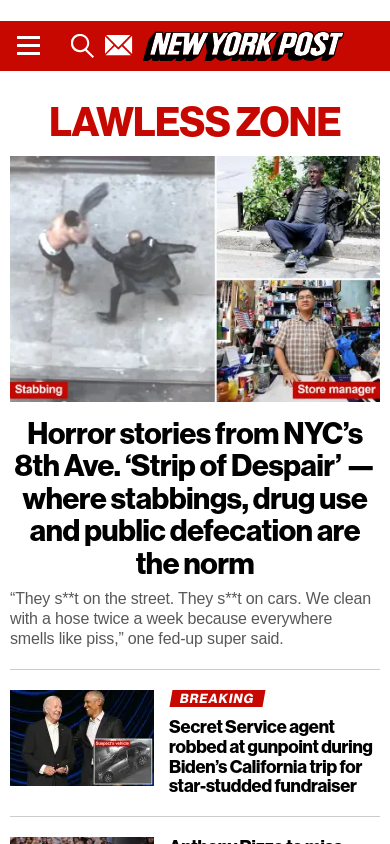 NEW YORK POST
LAWLESS ZONE
Stabbing
Store manager
Horror stories from NYC’s
8th Ave. ‘Strip of Despair’ —
where stabbings, drug use
and public defecation are
the norm
“They s**t on the street. They s**t on cars. We clean
with a hose twice a week because everywhere
smells like piss,” one fed-up super said.
BREAKING
Secret Service agent
robbed at gunpoint during
Biden’s California trip for
star-studded fundraiser
Suspect's vehicle